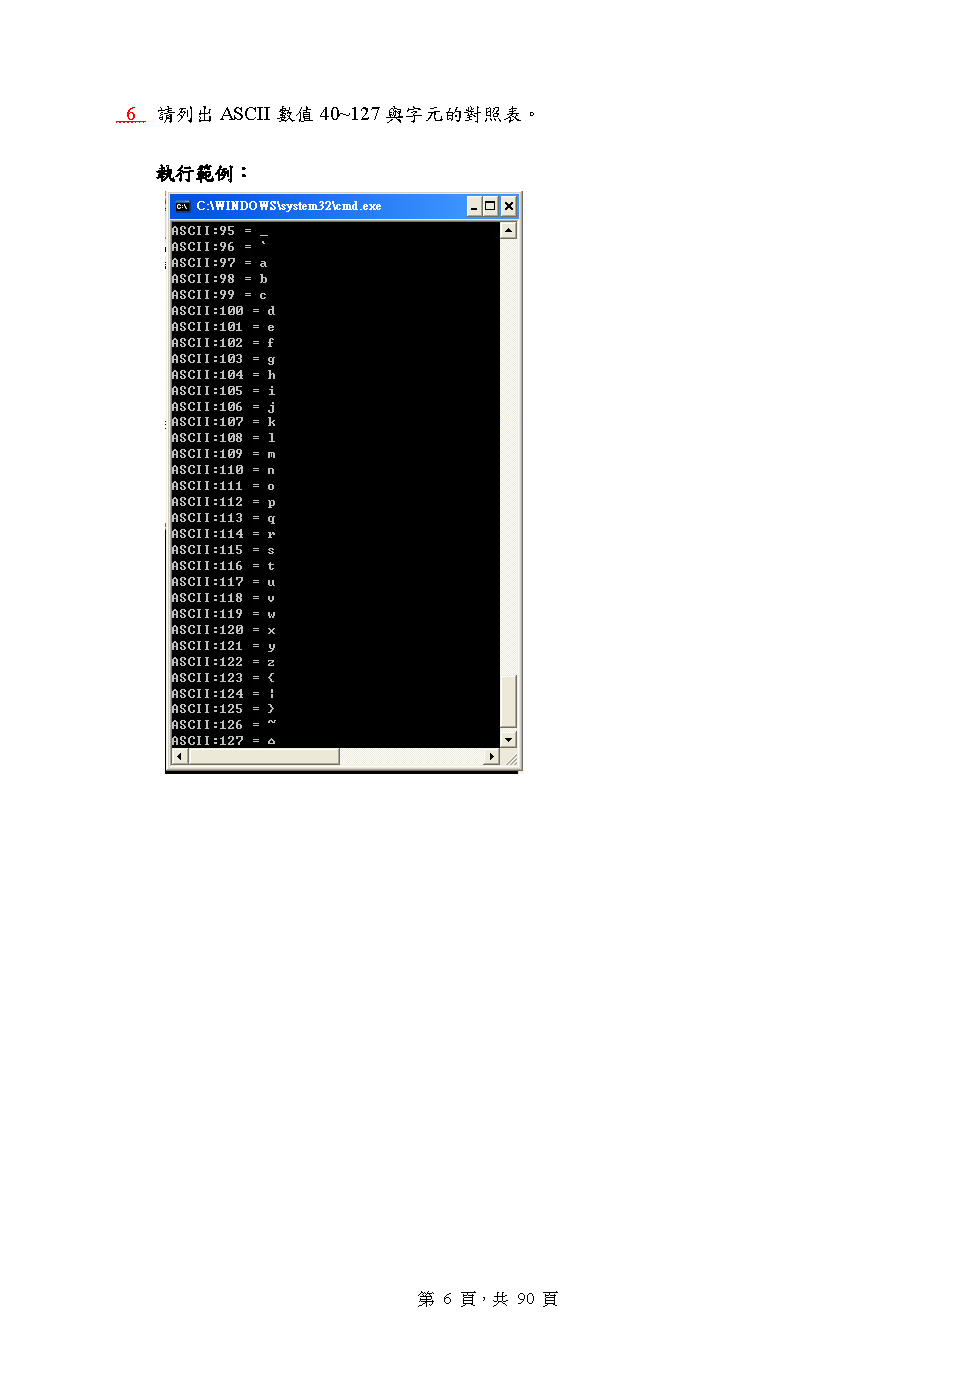 6 請列出 ASCII 數值 40~127 與字元的對照表。
執行範例：
C:\WINDOWS\system32\cmd.exe
ASCII:95 = _
ASCII:96 = `
ASCII:97 = a
ASCII:98 = b
ASCII:99 = c
ASCII:100 = d
ASCII:101 = e
ASCII:102 = f
ASCII:103 = g
ASCII:104 = h
ASCII:105 = i
ASCII:106 = j
ASCII:107 = k
ASCII:108 = l
ASCII:109 = m
ASCII:110 = n
ASCII:111 = o
ASCII:112 = p
ASCII:113 = q
ASCII:114 = r
ASCII:115 = s
ASCII:116 = t
ASCII:117 = u
ASCII:118 = v
ASCII:119 = w
ASCII:120 = x
ASCII:121 = y
ASCII:122 = z
ASCII:123 = {
ASCII:124 = ¦
ASCII:125 = }
ASCII:126 = ~
ASCII:127 = ⌂
第 6 頁，共 90 頁